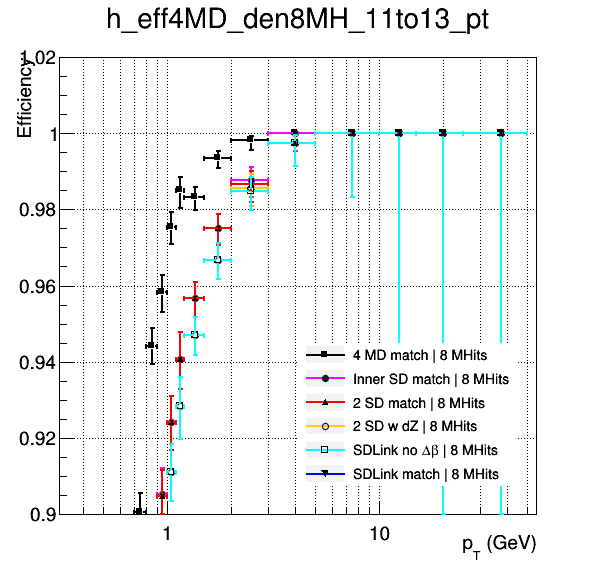 h_eff4MD_den8MH_11to13_pt
Efficiency
1.02
1
0.98
0.96
0.94
0.92
0.9
4 MD match | 8 MHits
Inner SD match | 8 MHits
2 SD match | 8 MHits
2 SD w dZ | 8 MHits
SDLink no Δβ | 8 MHits
SDLink match | 8 MHits
1
10
p_T (GeV)